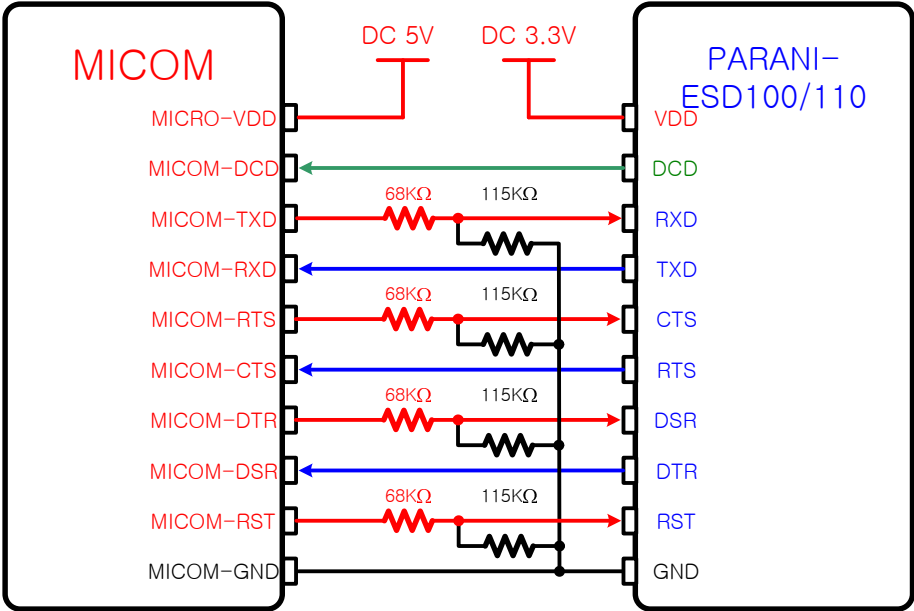 DC 5V
DC 3.3V
MICOM
PARANI-
ESD100/110
MICRO-VDD
VDD
MICOM-DCD
DCD
68KΩ
115KΩ
MICOM-TXD
RXD
MICOM-RXD
TXD
68KΩ
115KΩ
MICOM-RTS
CTS
MICOM-CTS
RTS
68KΩ
115KΩ
MICOM-DTR
DSR
MICOM-DSR
DTR
68KΩ
115KΩ
MICOM-RST
RST
MICOM-GND
GND